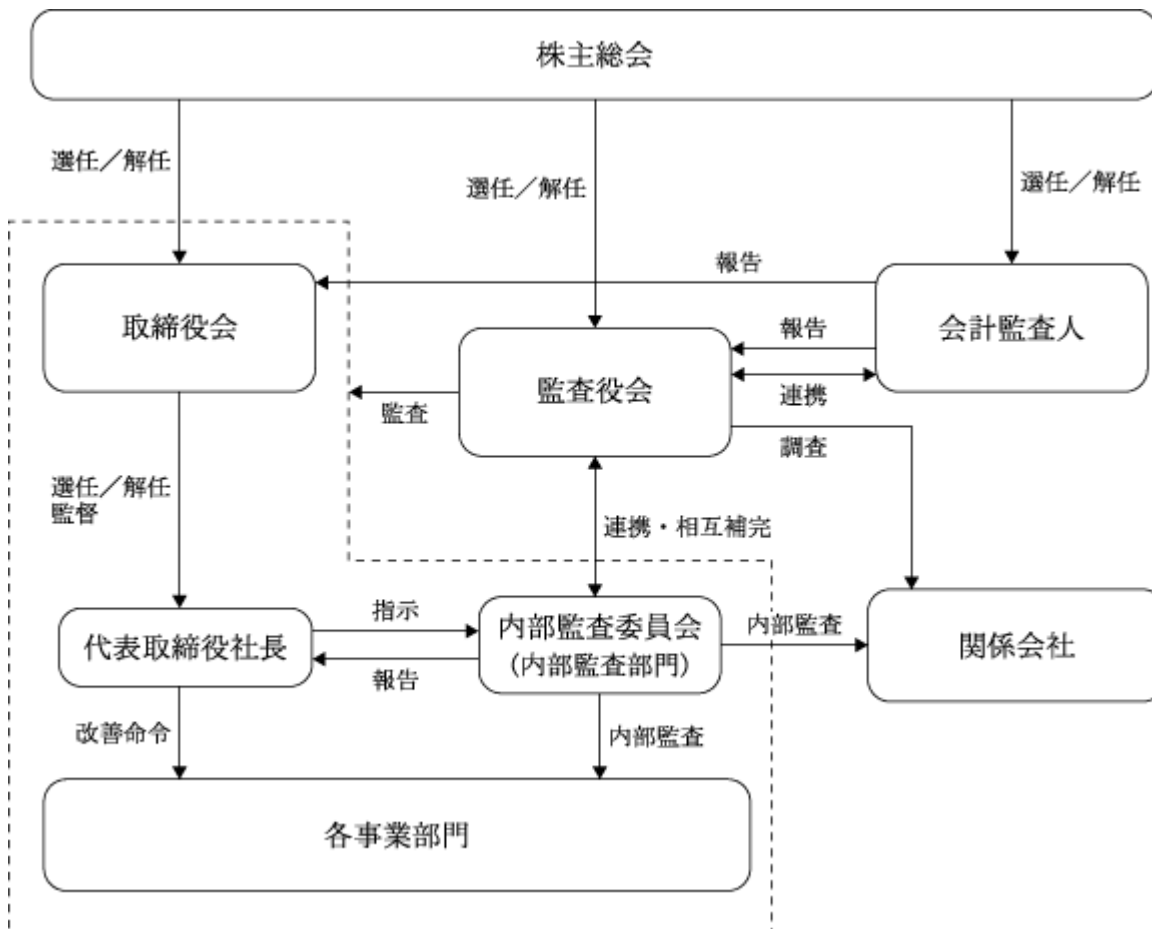 株主総会
選任／解任
選任／解任
選任／解任
報告
取締役会
会計監査人
報告
監査役会
連携
監査
調査
選任／解任
監督
連携・相互補完
指示
内部監査委員会
内部監査
代表取締役社長
(内部監査部門)
関係会社
報告
改善命令
内部監査
各事業部門